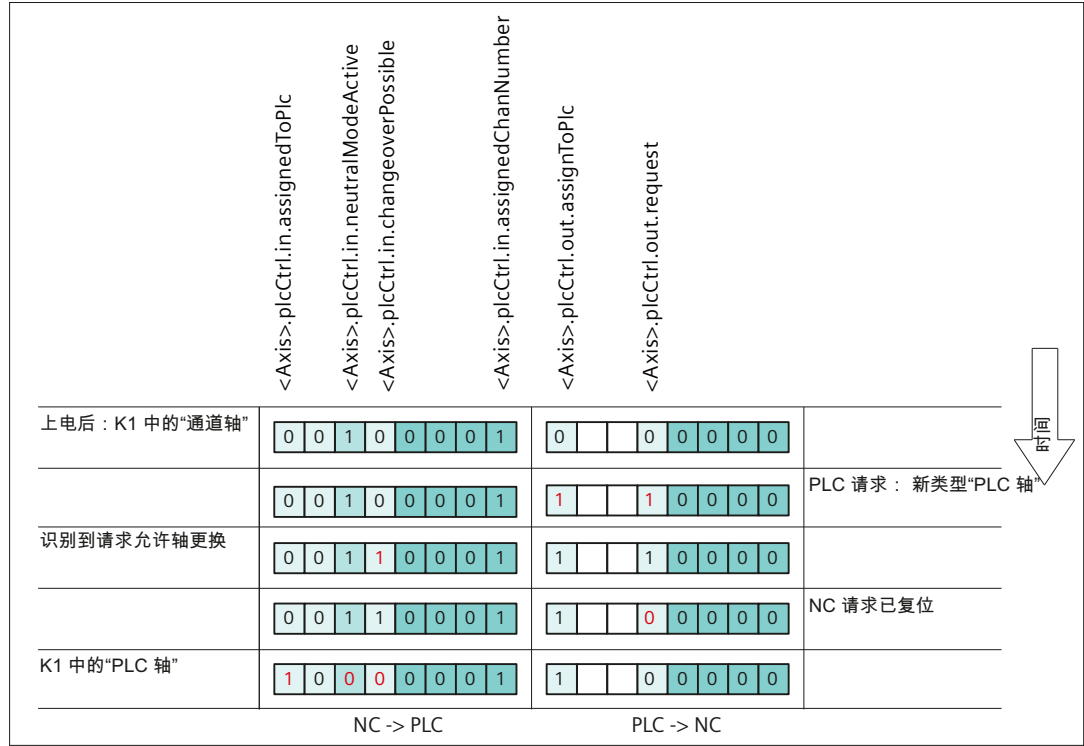 <Axis>.plcCtrl.in.assignedToPlc
<Axis>.plcCtrl.in.neutralModeActive
<Axis>.plcCtrl.in.changeoverPossible
<Axis>.plcCtrl.in.assignedChanNumber
<Axis>.plcCtrl.out.assignToPlc
<Axis>.plcCtrl.out.request
时间
上电后：K1 中的“通道轴” 0 0 1 0 0 0 0 1 0 0 0 0 0 0
0 0 1 0 0 0 0 1 1 1 0 0 0 0 PLC 请求： 新类型“PLC 轴”
识别到请求允许轴更换 0 0 1 1 0 0 0 1 1 1 0 0 0 0
0 0 1 1 0 0 0 1 1 0 0 0 0 0 NC 请求已复位
K1 中的“PLC 轴” 1 0 0 0 0 0 0 1 1 0 0 0 0 0
NC -> PLC PLC -> NC